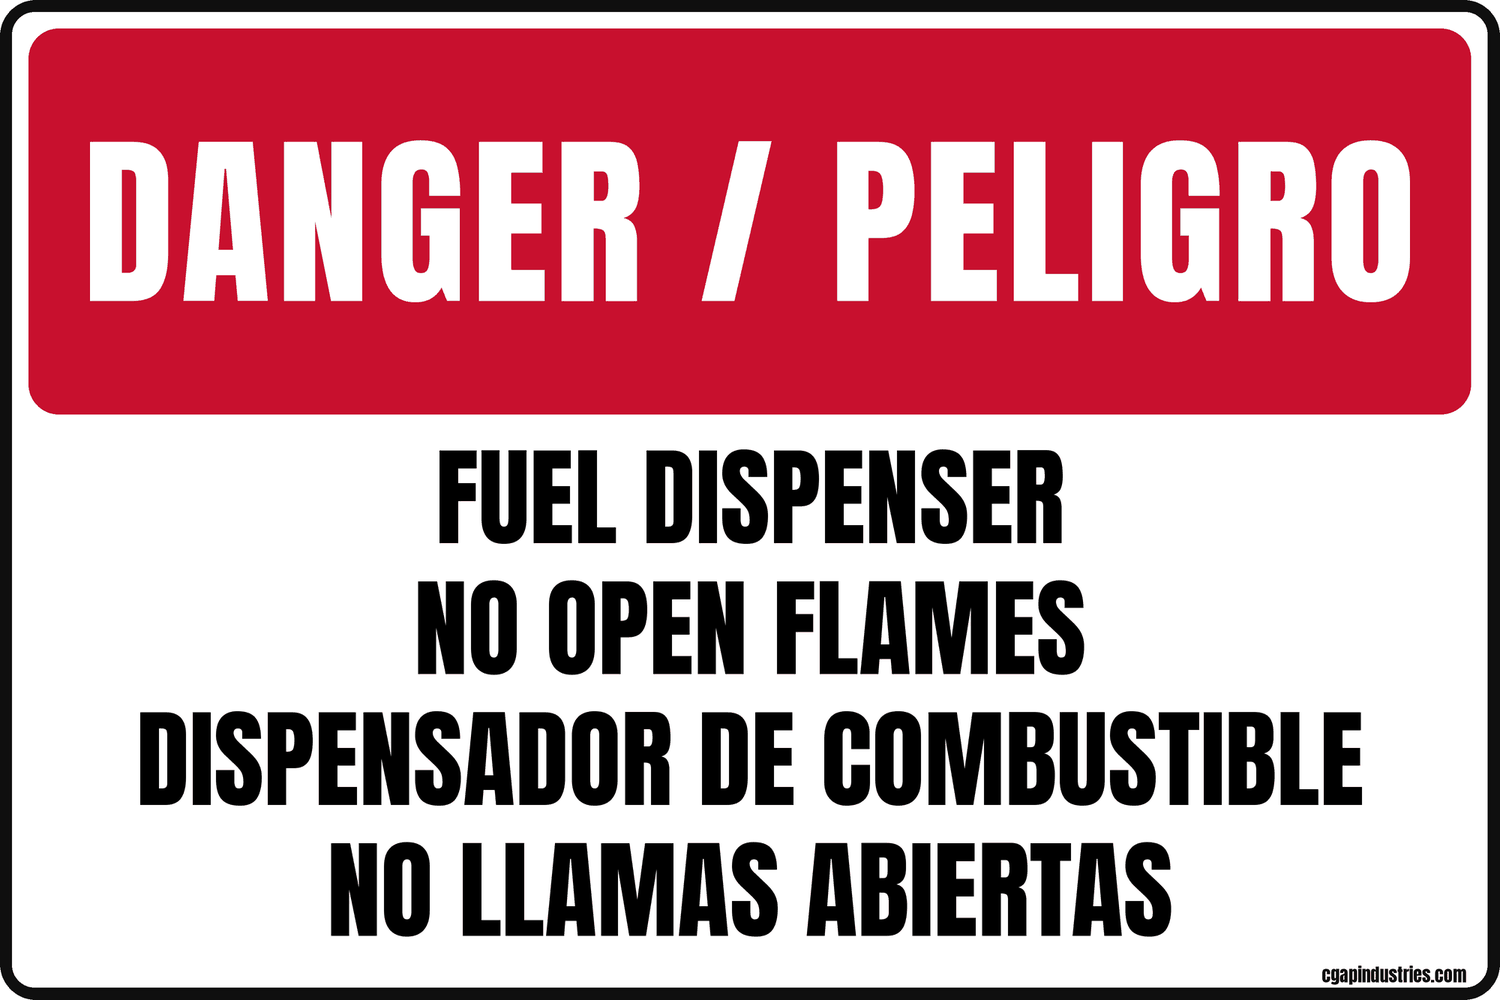 DANGER / PELIGRO
FUEL DISPENSER
NO OPEN FLAMES
DISPENSADOR DE COMBUSTIBLE
NO LLAMAS ABIERTAS
cgapindustries.com